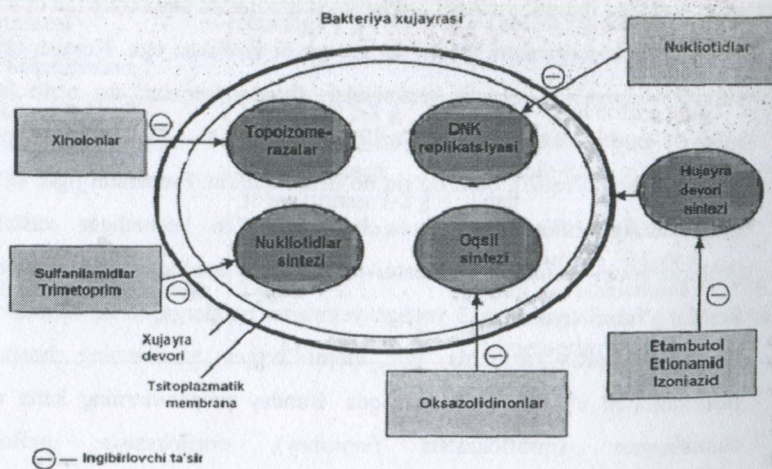 Bakteriya xujayrasi
Nukliotidlar
Xinolonlar
Topoizome-
razalar
DNK
replikatsiyasi
Hujayra
devori
sintezi
Nukliotidlar
sintezi
Oqsil
sintezi
Sulfanilamidlar
Trimetoprim
Xujayra
devori
Tsitoplazmatik
membrana
Oksazolidinonlar
Etambutol
Etionamid
Izoniazid
Ingibirlovchi ta'sir